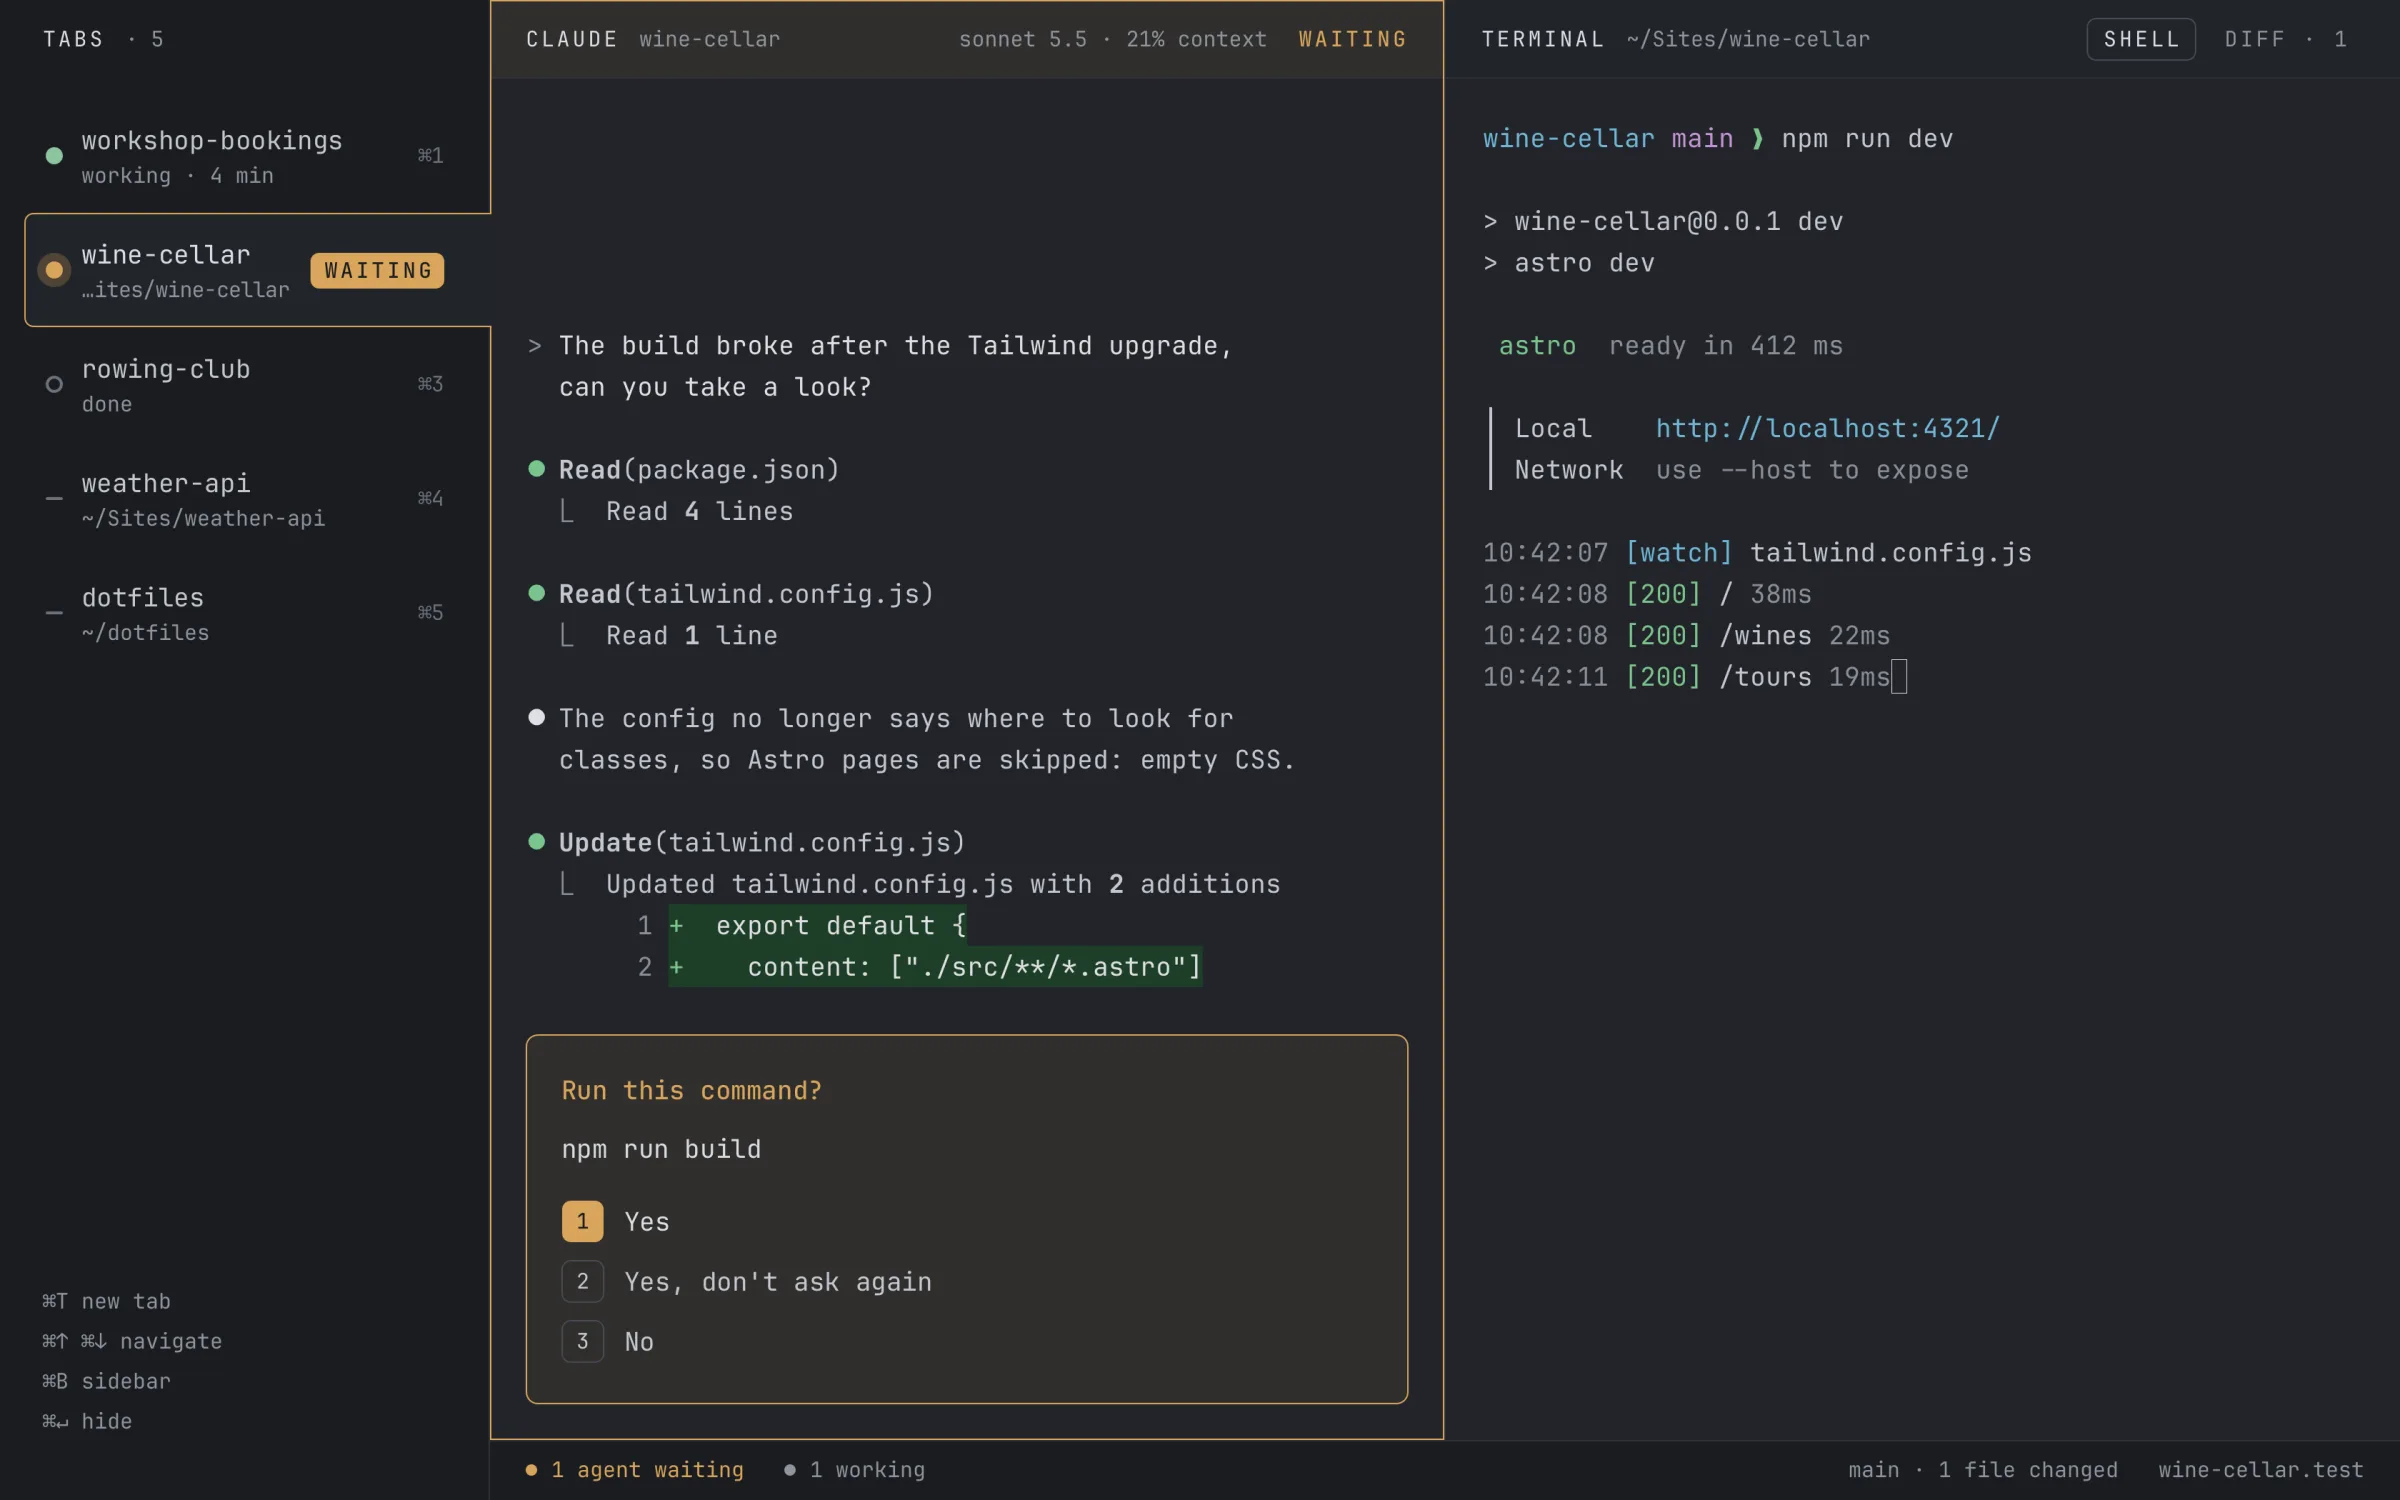 TABS · 5
workshop-bookings
working · 4 min
⌘1
wine-cellar
…ites/wine-cellar
WAITING
rowing-club
done
⌘3
weather-api
~/Sites/weather-api
⌘4
dotfiles
~/dotfiles
⌘5
⌘T new tab
⌘↑ ⌘↓ navigate
⌘B sidebar
⌘↵ hide
CLAUDE wine-cellar sonnet 5.5 · 21% context WAITING
> The build broke after the Tailwind upgrade,
can you take a look?
Read(package.json)
⎿ Read 4 lines
Read(tailwind.config.js)
⎿ Read 1 line
The config no longer says where to look for
classes, so Astro pages are skipped: empty CSS.
Update(tailwind.config.js)
⎿ Updated tailwind.config.js with 2 additions
1 + export default {
2 + content: ["./src/**/*.astro"]
Run this command?
npm run build
1 Yes
2 Yes, don't ask again
3 No
TERMINAL ~/Sites/wine-cellar SHELL DIFF · 1
wine-cellar main ❯ npm run dev
> wine-cellar@0.0.1 dev
> astro dev
astro ready in 412 ms
Local http://localhost:4321/
Network use --host to expose
10:42:07 [watch] tailwind.config.js
10:42:08 [200] / 38ms
10:42:08 [200] /wines 22ms
10:42:11 [200] /tours 19ms
1 agent waiting 1 working
main · 1 file changed wine-cellar.test